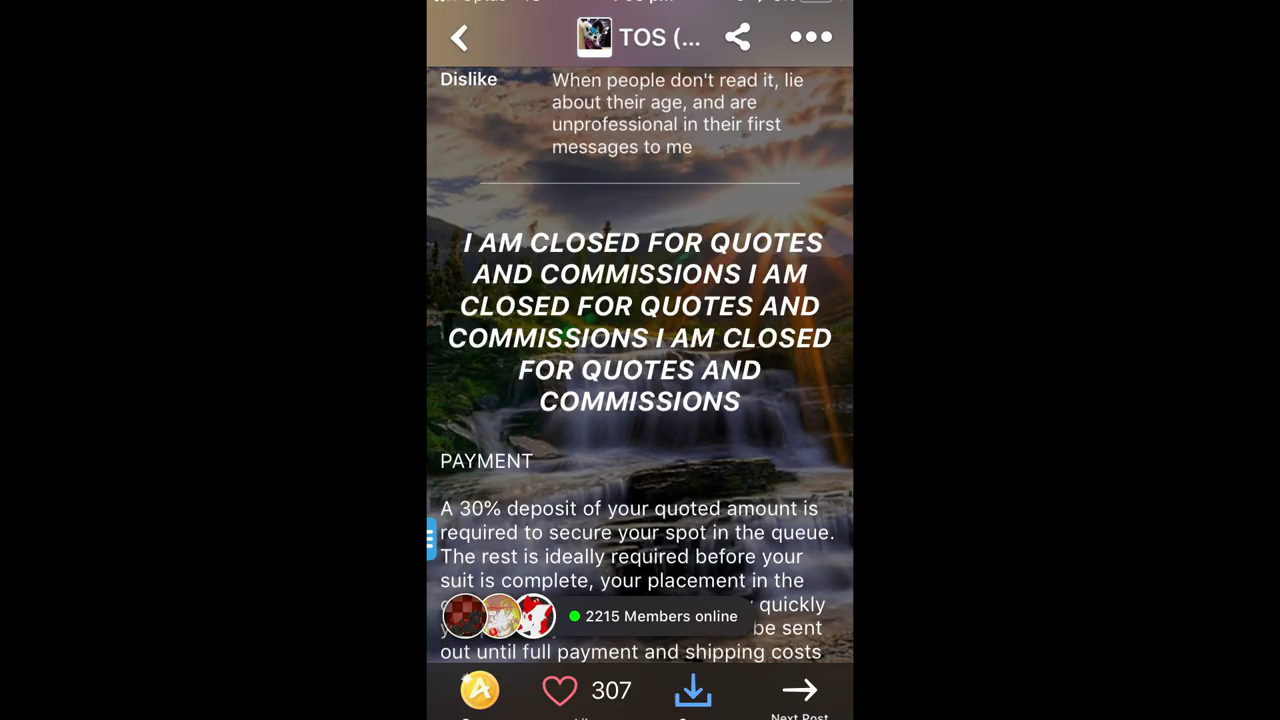 TOS (...
Dislike
When people don't read it, lie
about their age, and are
unprofessional in their first
messages to me
I AM CLOSED FOR QUOTES
AND COMMISSIONS I AM
CLOSED FOR QUOTES AND
COMMISSIONS I AM CLOSED
FOR QUOTES AND
COMMISSIONS
PAYMENT
A 30% deposit of your quoted amount is
required to secure your spot in the queue.
The rest is ideally required before your
suit is complete, your placement in the
quickly
2215 Members online
be sent
out until full payment and shipping costs
307
Next Post